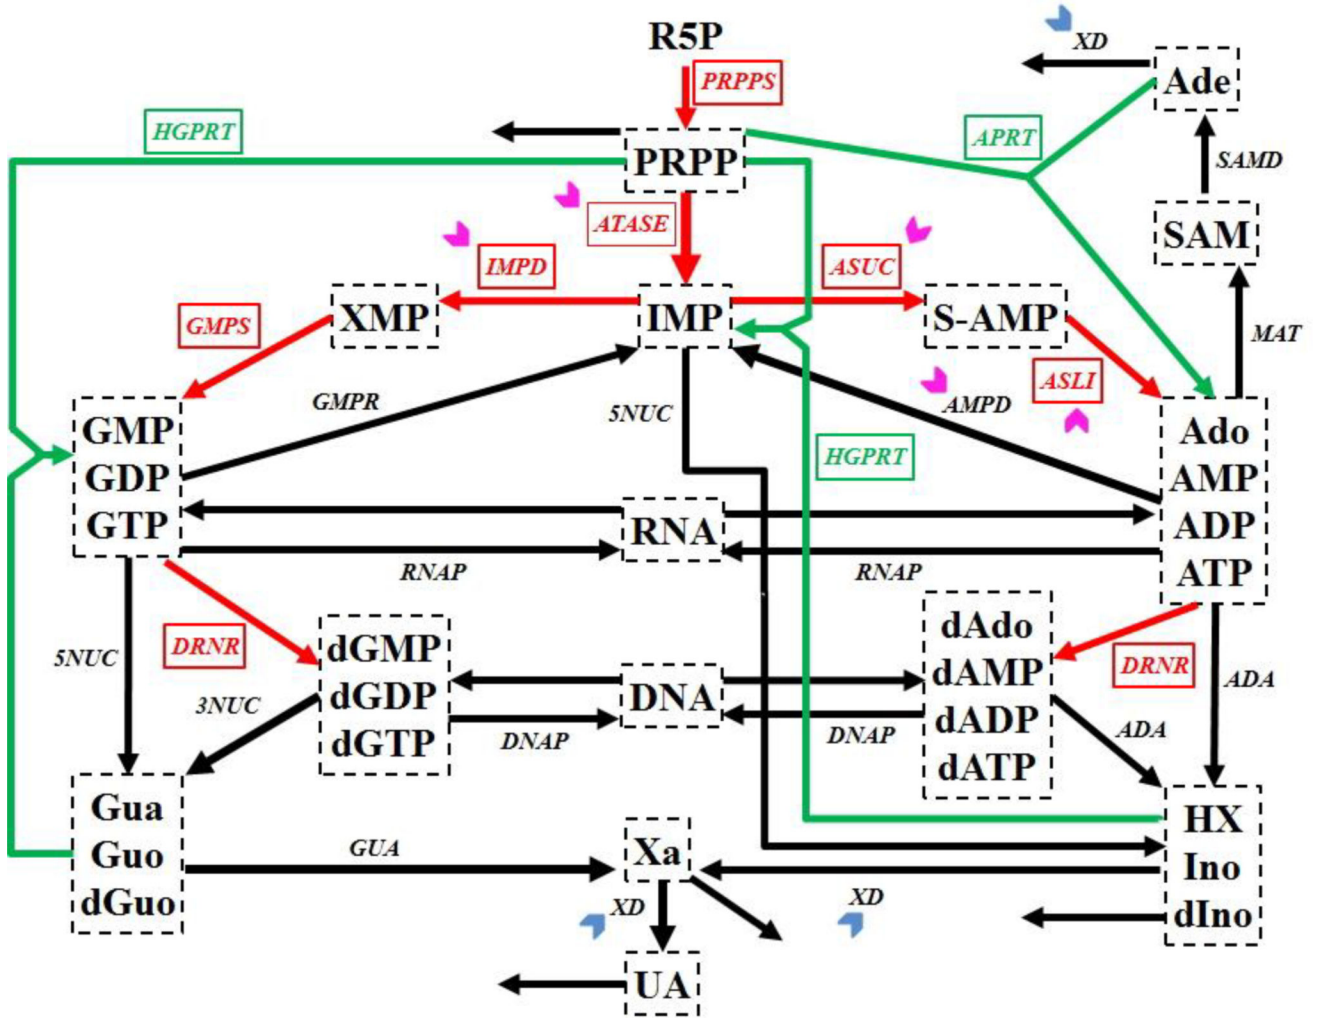 R5P
XD
PRPPS
Ade
HGPRT
APRT
PRPP
SAMD
ATASE
SAM
IMPD
ASUC
GMPS
XMP
IMP
S-AMP
MAT
GMPR
5NUC
AMPD
ASLI
GMP
GDP
GTP
HGPRT
Ado
AMP
ADP
ATP
RNA
RNAP
RNAP
5NUC
DRNR
dGMP
dGDP
dGTP
dAdo
dAMP
dADP
dATP
DRNR
ADA
3NUC
DNA
DNAP
DNAP
ADA
Gua
Guo
dGuo
GUA
Xa
HX
Ino
dIno
XD
XD
UA